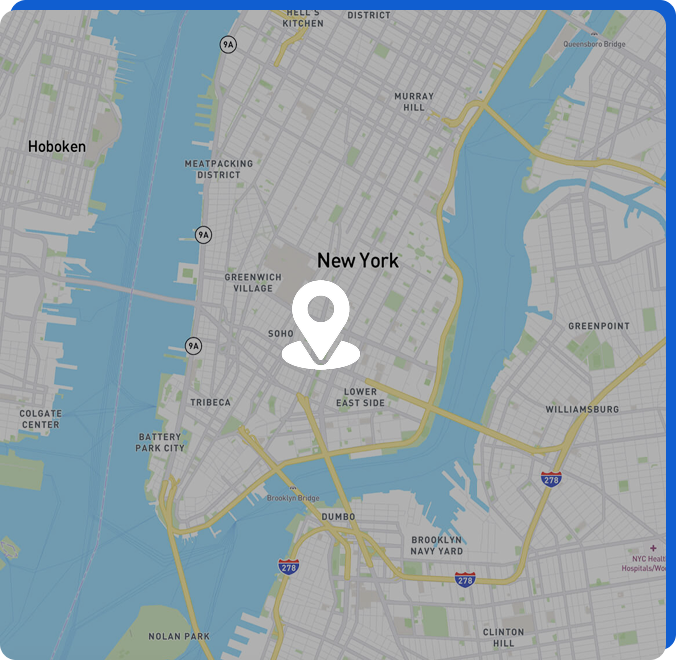 HELL'S
KITCHEN
DISTRICT
9A
Queensboro Bridge
MURRAY
HILL
Hoboken
MEATPACKING
DISTRICT
9A
New York
GREENWICH
VILLAGE
SOHO
GREENPOINT
9A
LOWER
EAST SIDE
TRIBECA
WILLIAMSBURG
COLGATE
CENTER
BATTERY
PARK CITY
278
Brooklyn Bridge
DUMBO
BROOKLYN
NAVY YARD
NYC Healt
Hospitals/Wo
278
278
NOLAN PARK
CLINTON
HILL